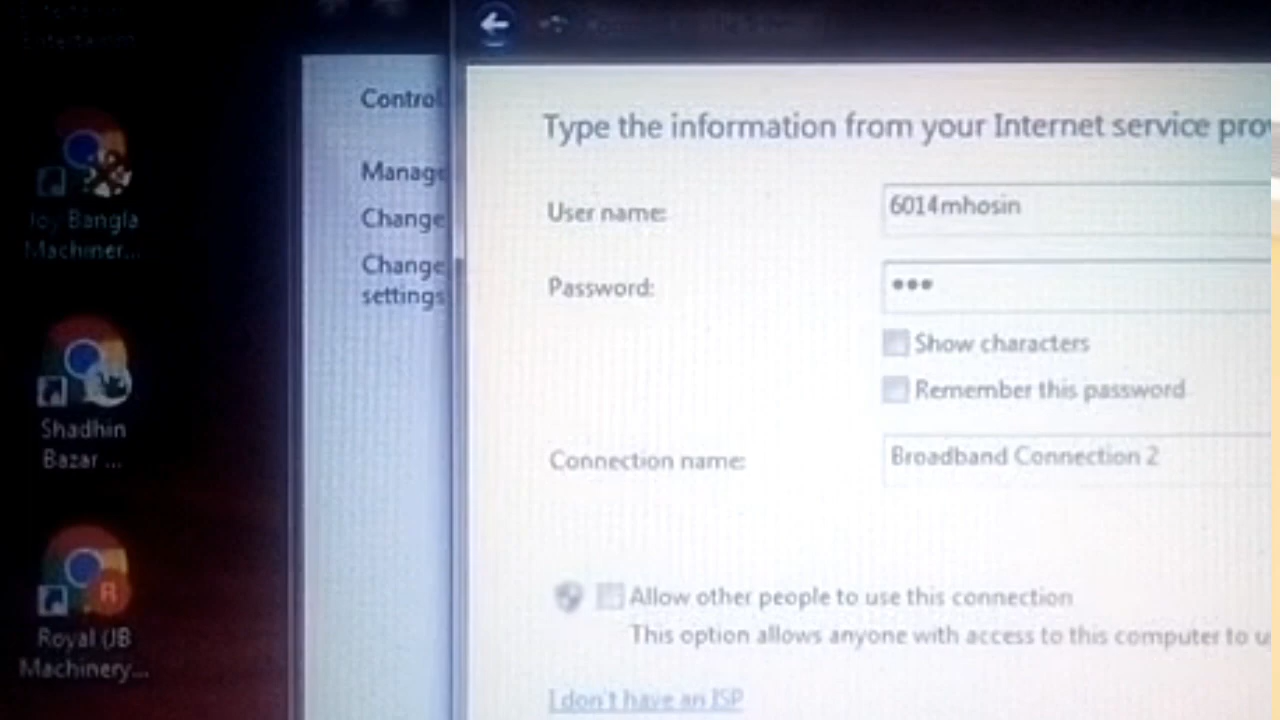 Entertainm
Joy Bangla
Machiner...
Shadhin
Bazar ...
R
Royal (JB
Machinery...
Control
Manage
Change
Change
settings
Type the information from your Internet service pro
User name:
6014mhosin
Password:
•••
Show characters
Remember this password
Connection name:
Broadband Connection 2
Allow other people to use this connection
This option allows anyone with access to this computer to u
I don't have an ISP